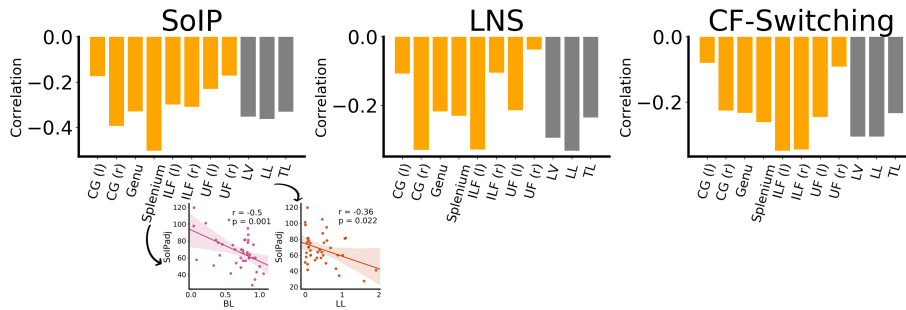 SoIP
LNS
CF-Switching
Correlation
0.0
−0.2
−0.4
CG (l)
CG (r)
Genu
Splenium
ILF (l)
ILF (r)
UF (l)
UF (r)
LV
LL
TL
Correlation
0.0
−0.2
CG (l)
CG (r)
Genu
Splenium
ILF (l)
ILF (r)
UF (l)
UF (r)
LV
LL
TL
Correlation
0.0
−0.2
CG (l)
CG (r)
Genu
Splenium
ILF (l)
ILF (r)
UF (l)
UF (r)
LV
LL
TL
SoIPadj
120
100
80
60
40
r = -0.5
p = 0.001
0.0
0.5
1.0
BL
SoIPadj
120
100
80
60
40
20
r = -0.36
p = 0.022
0
1
2
LL